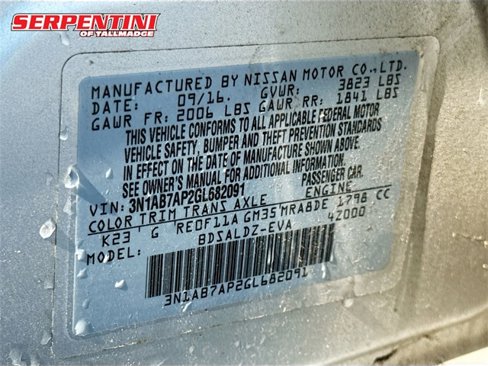 SERPENTINI
OF TALLMADGE
MANUFACTURED BY NISSAN MOTOR CO., LTD.
DATE: 09/16. GVWR: 3823 LBS
GAWR FR: 2006 LBS GAWR RR: 1841 LBS
THIS VEHICLE CONFORMS TO ALL APPLICABLE FEDERAL MOTOR
VEHICLE SAFETY, BUMPER AND THEFT PREVENTION STANDARDS
IN EFFECT ON THE DATE OF MANUFACTURE SHOWN ABOVE.
SEE OWNER'S MANUAL FOR ADDITIONAL INFORMATION.
VIN: 3N1AB7AP2GL682091 PASSENGER CAR.
COLOR TRIM TRANS AXLE ENGINE
K23 G RE0F11A GM35 MRA8DE 1798 CC
MODEL: BDSALDZ-EVA 42000
3N1AB7AP2GL682091